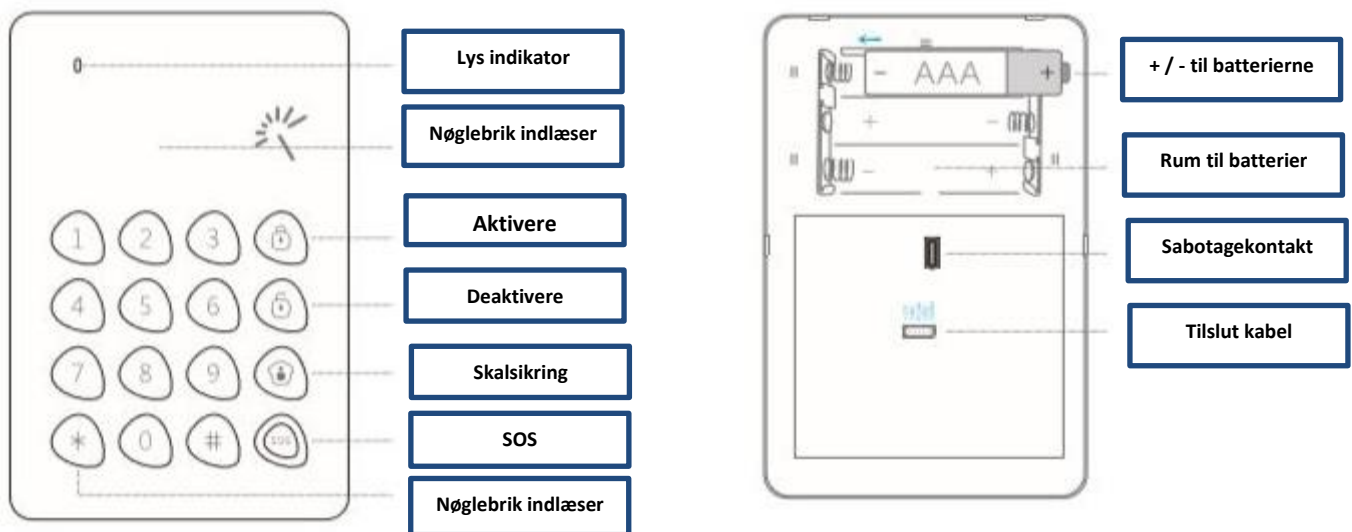 Lys indikator
Nøglebrik indlæser
1 2 3
Aktivere
4 5 6
Deaktivere
7 8 9
Skalsikring
* 0 # SOS
SOS
Nøglebrik indlæser
- AAA +
+ -
- +
+ / - til batterierne
Rum til batterier
Sabotagekontakt
Tilslut kabel